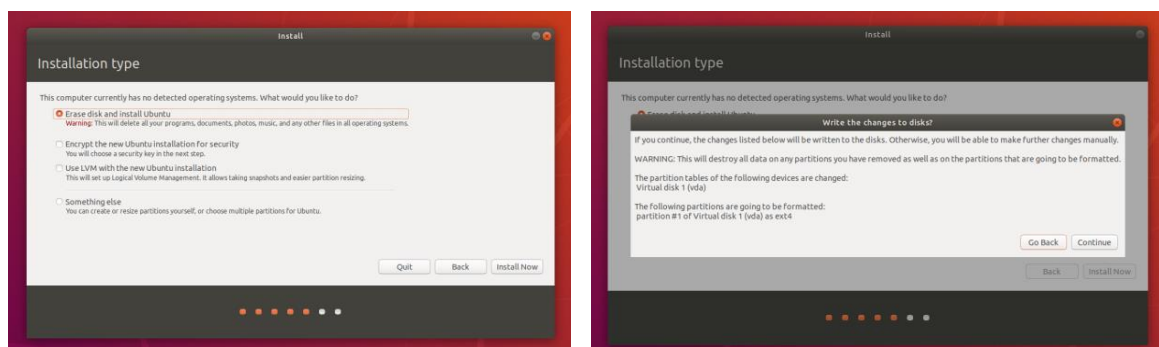 Install
Installation type
This computer currently has no detected operating systems. What would you like to do?
Erase disk and install Ubuntu
Warning: This will delete all your programs, documents, photos, music, and any other files in all operating systems.
Encrypt the new Ubuntu installation for security
You will choose a security key in the next step.
Use LVM with the new Ubuntu installation
This will set up Logical Volume Management. It allows taking snapshots and easier partition resizing.
Something else
You can create or resize partitions yourself, or choose multiple partitions for Ubuntu.
Quit Back Install Now
Install
Installation type
This computer currently has no detected operating systems. What would you like to do?
Write the changes to disks?
If you continue, the changes listed below will be written to the disks. Otherwise, you will be able to make further changes manually.
WARNING: This will destroy all data on any partitions you have removed as well as on the partitions that are going to be formatted.
The partition tables of the following devices are changed:
Virtual disk 1 (vda)
The following partitions are going to be formatted:
partition #1 of Virtual disk 1 (vda) as ext4
Go Back Continue
Back Install Now